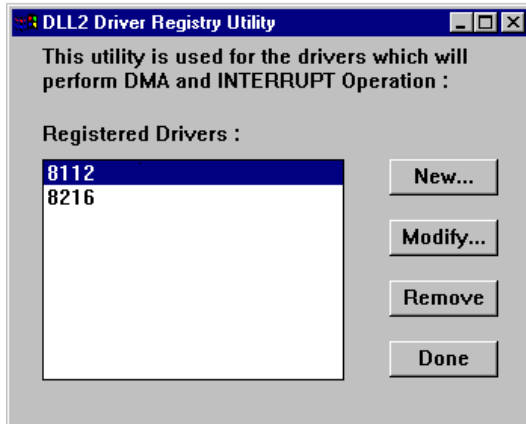 DLL2 Driver Registry Utility
This utility is used for the drivers which will
perform DMA and INTERRUPT Operation :
Registered Drivers :
8112
8216
New...
Modify...
Remove
Done